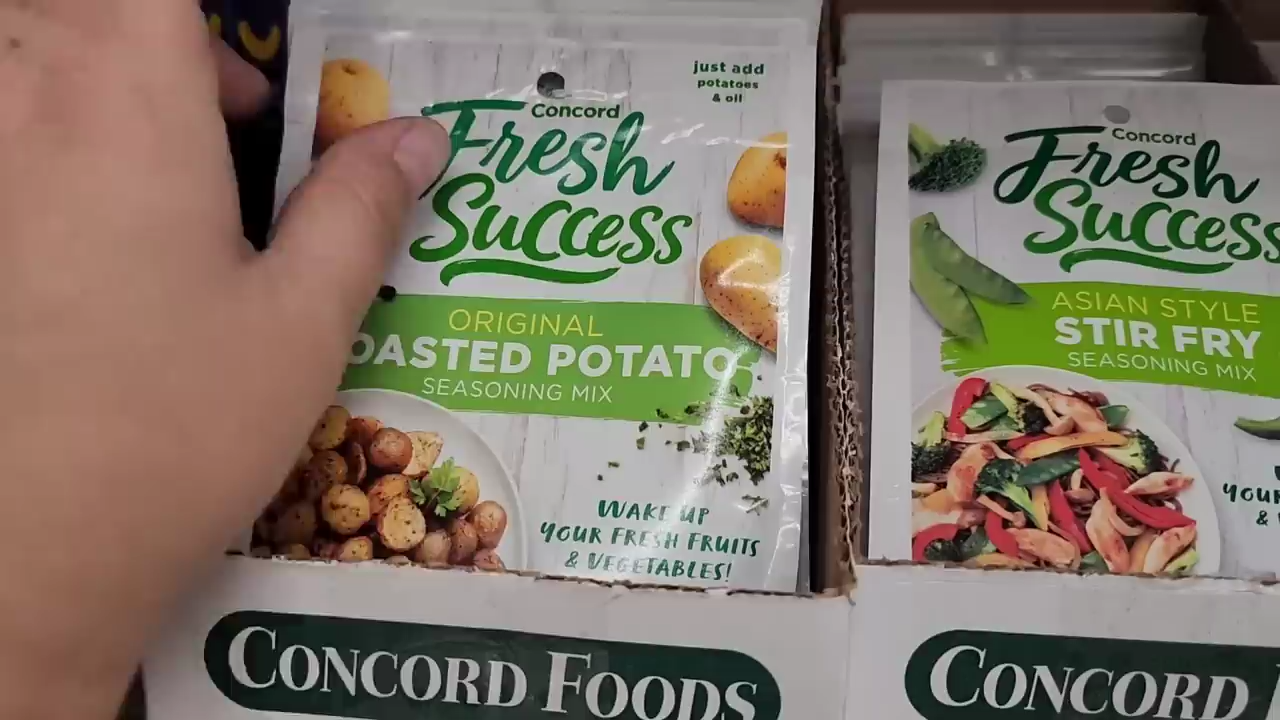 just add
potatoes
& oil
Concord
Fresh
Success
ORIGINAL
OASTED POTATO
SEASONING MIX
WAKE UP
YOUR FRESH FRUITS
& VEGETABLES!
CONCORD FOODS
Concord
Fresh
Success
ASIAN STYLE
STIR FRY
SEASONING MIX
YOUR
&
CONCORD